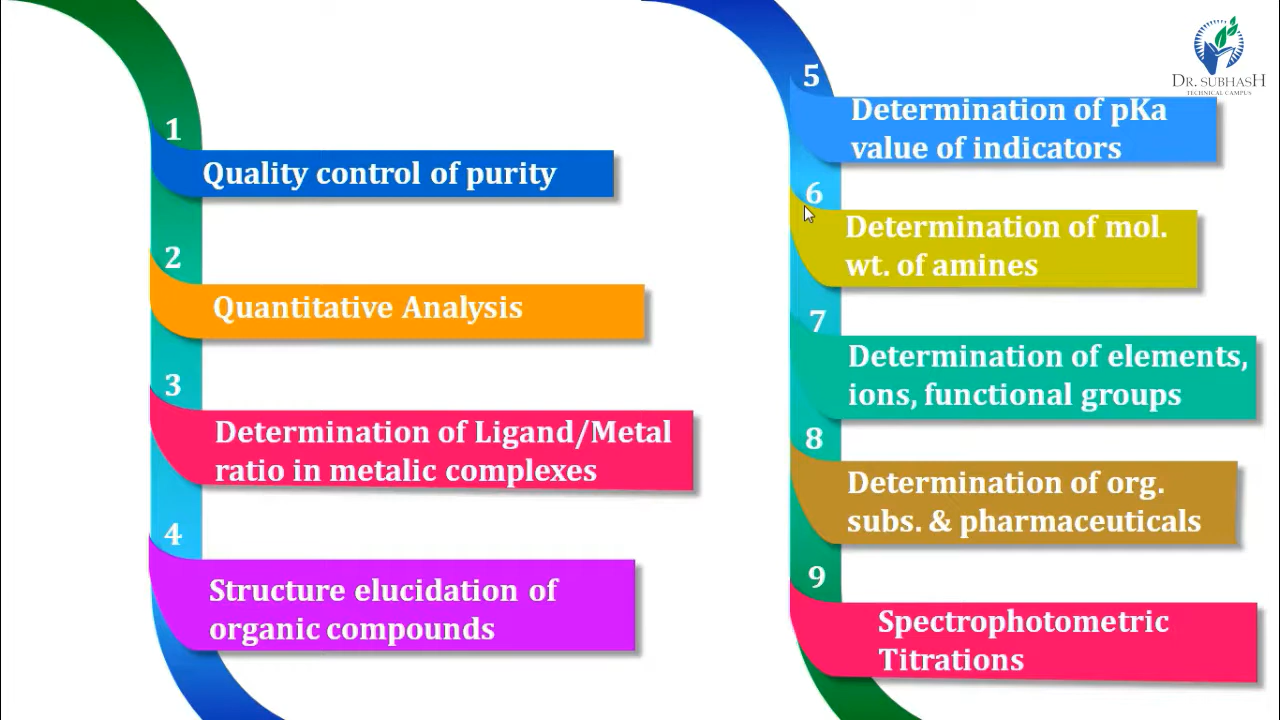 1
Quality control of purity
2
Quantitative Analysis
3
Determination of Ligand/Metal
ratio in metalic complexes
4
Structure elucidation of
organic compounds
5
Determination of pKa
value of indicators
6
Determination of mol.
wt. of amines
7
Determination of elements,
ions, functional groups
8
Determination of org.
subs. & pharmaceuticals
9
Spectrophotometric
Titrations
DR. SUBHASH
TECHNICAL CAMPUS